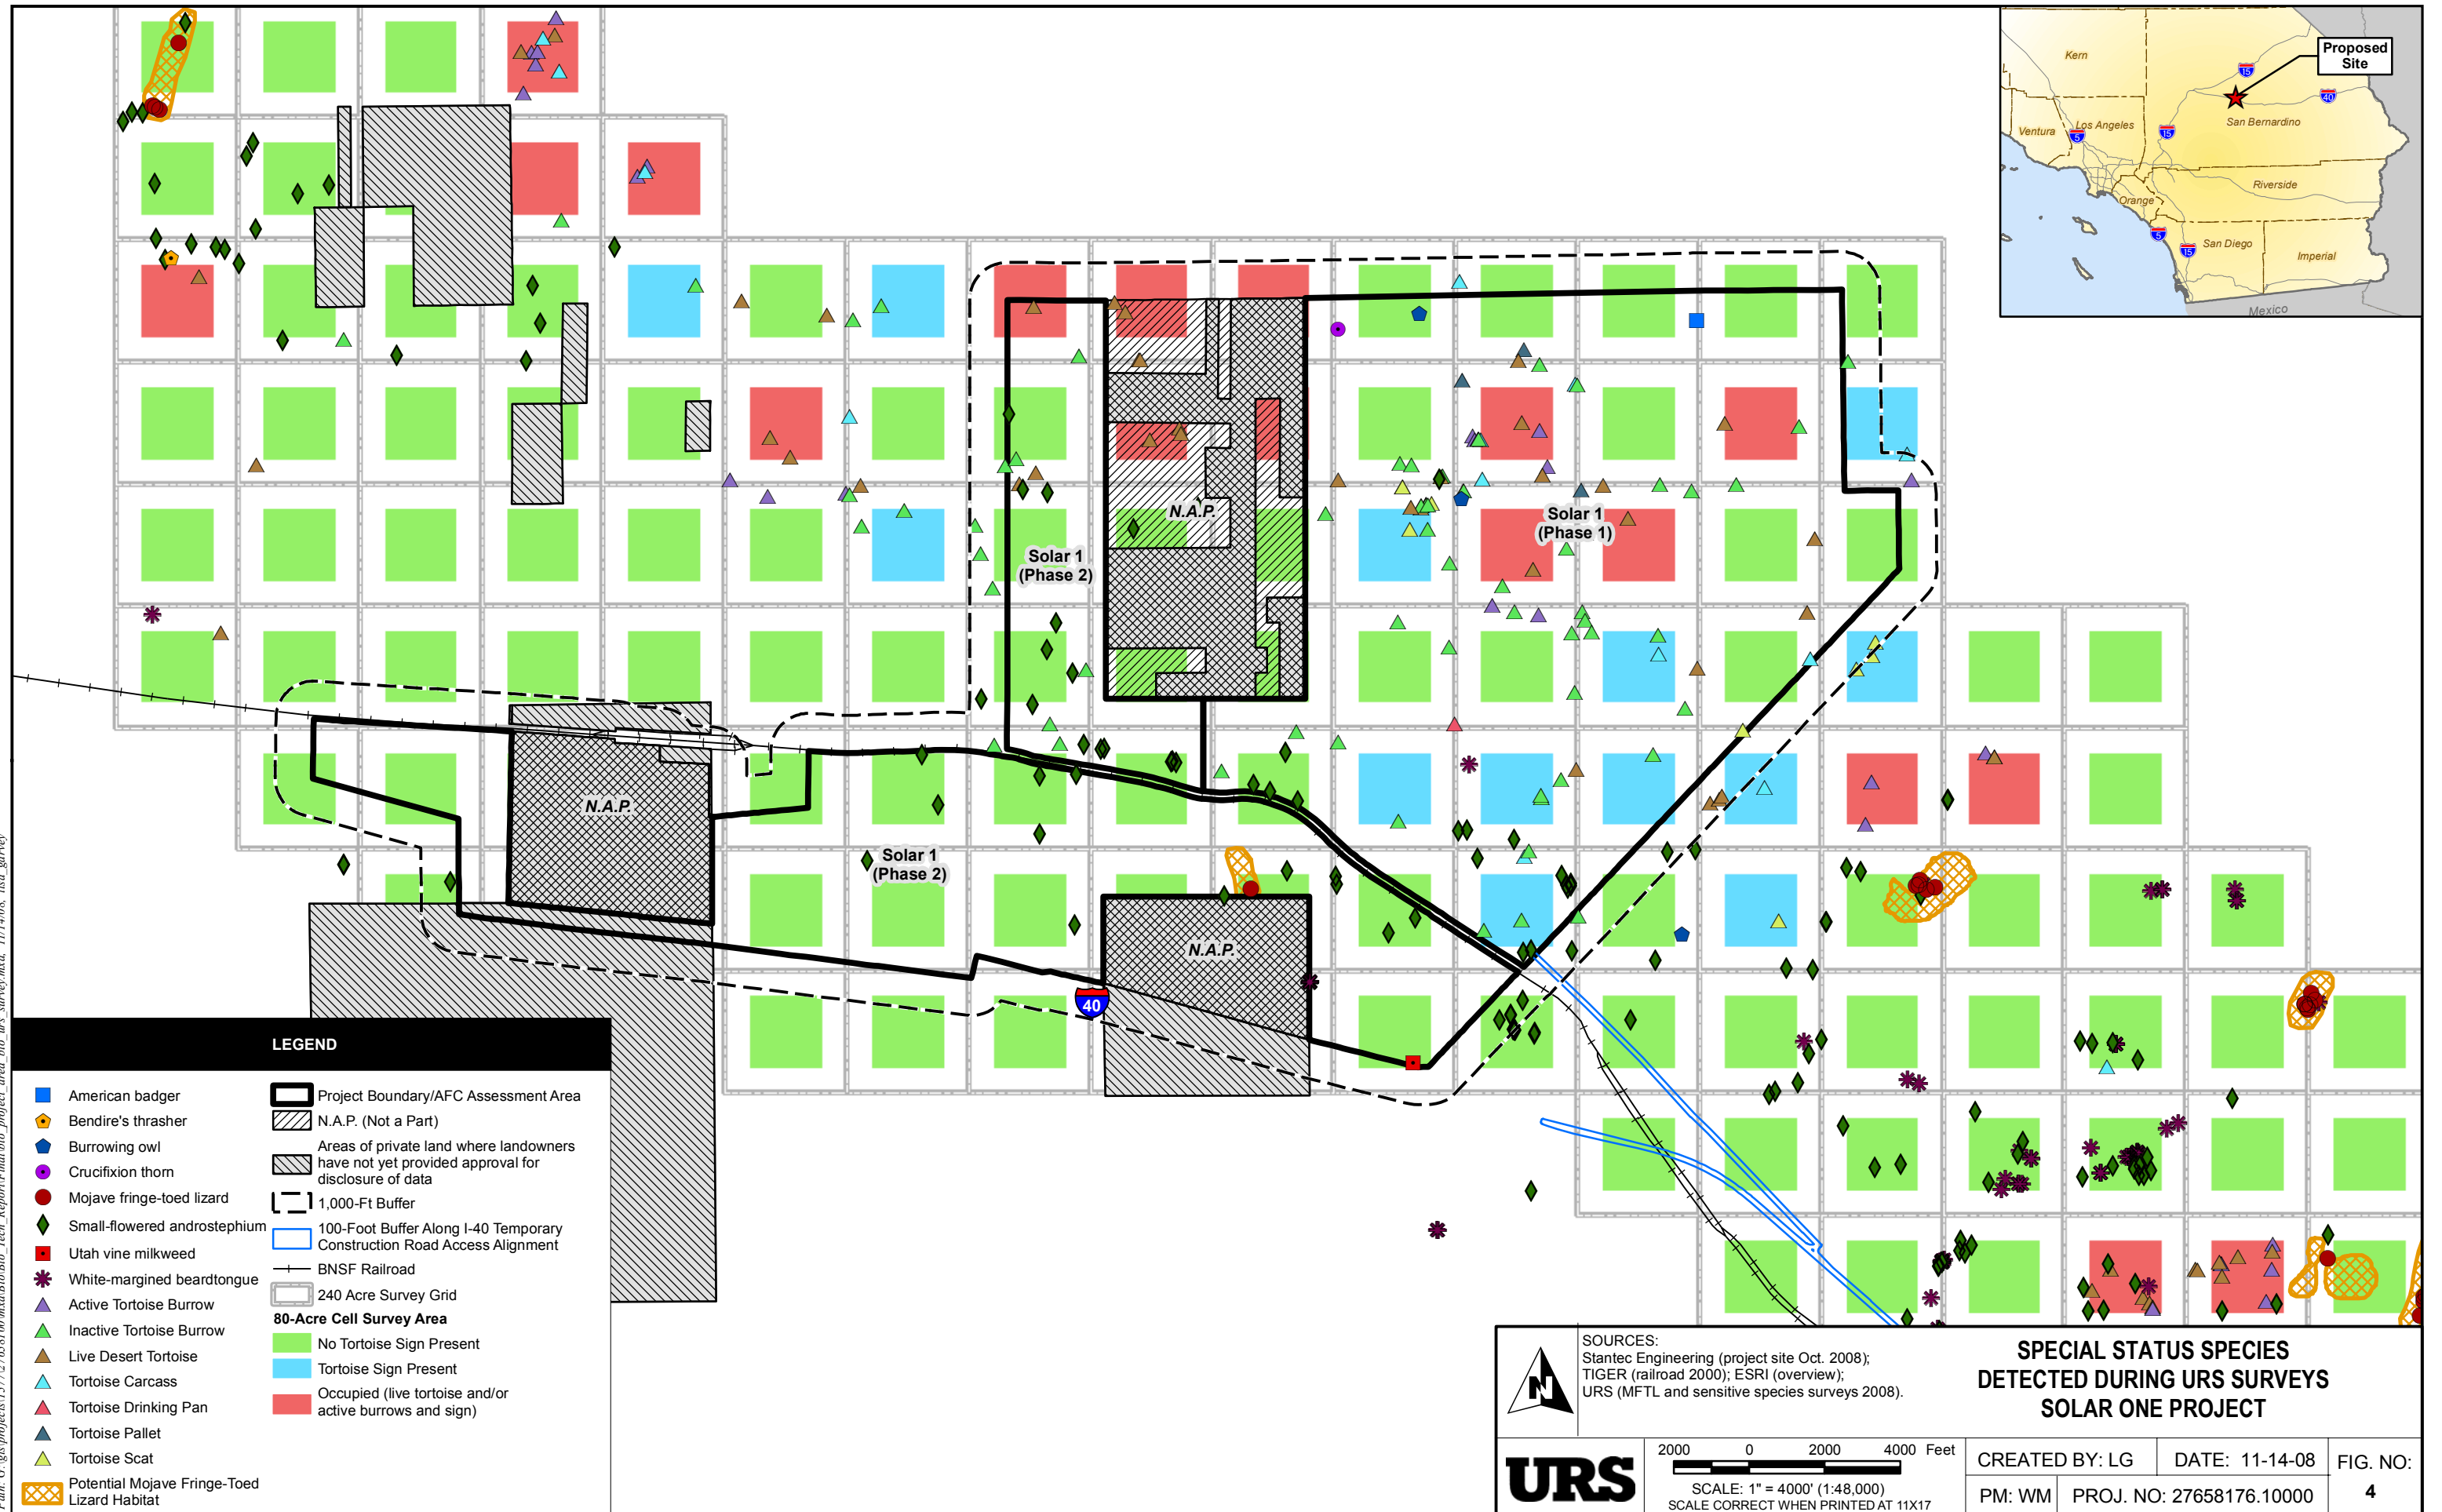 Kern
Proposed
Site
15
40
Ventura
Los Angeles
5
15
San Bernardino
Riverside
Orange
5
15
San Diego
Imperial
Mexico
N.A.P.
Solar 1
(Phase 1)
Solar 1
(Phase 2)
N.A.P.
Solar 1
(Phase 2)
N.A.P.
40
LEGEND
American badger
Bendire's thrasher
Burrowing owl
Crucifixion thorn
Mojave fringe-toed lizard
Small-flowered androstephium
Utah vine milkweed
White-margined beardtongue
Active Tortoise Burrow
Inactive Tortoise Burrow
Live Desert Tortoise
Tortoise Carcass
Tortoise Drinking Pan
Tortoise Pallet
Tortoise Scat
Potential Mojave Fringe-Toed
Lizard Habitat
Project Boundary/AFC Assessment Area
N.A.P. (Not a Part)
Areas of private land where landowners
have not yet provided approval for
disclosure of data
1,000-Ft Buffer
100-Foot Buffer Along I-40 Temporary
Construction Road Access Alignment
BNSF Railroad
240 Acre Survey Grid
80-Acre Cell Survey Area
No Tortoise Sign Present
Tortoise Sign Present
Occupied (live tortoise and/or
active burrows and sign)
N
SOURCES:
Stantec Engineering (project site Oct. 2008);
TIGER (railroad 2000); ESRI (overview);
URS (MFTL and sensitive species surveys 2008).
SPECIAL STATUS SPECIES
DETECTED DURING URS SURVEYS
SOLAR ONE PROJECT
URS
2000 0 2000 4000 Feet
SCALE: 1" = 4000' (1:48,000)
SCALE CORRECT WHEN PRINTED AT 11X17
CREATED BY: LG
DATE: 11-14-08
FIG. NO:
4
PM: WM
PROJ. NO: 27658176.10000